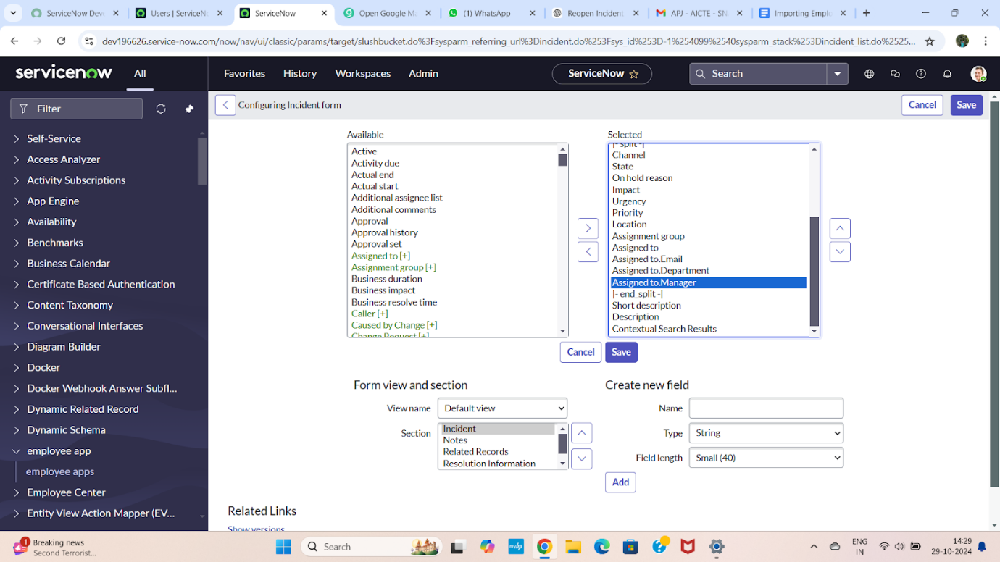 ServiceNow Deve
Users | ServiceN
ServiceNow
Open Google Ma
(1) WhatsApp
Reopen Incident
APJ - AICTE - SN
Importing Emplo
dev196626.service-now.com/now/nav/ui/classic/params/target/slushbucket.do%3Fsysparm_referring_url%3Dincident.do%253Fsys_id%253D-1%254099%2540sysparm_stack%253Dincident_list.do%2525...
servicenow
All
Favorites
History
Workspaces
Admin
ServiceNow
Search
Filter
Configuring Incident form
Cancel
Save
Self-Service
Access Analyzer
Activity Subscriptions
App Engine
Availability
Benchmarks
Business Calendar
Certificate Based Authentication
Content Taxonomy
Conversational Interfaces
Diagram Builder
Docker
Docker Webhook Answer Subfl...
Dynamic Related Record
Dynamic Schema
employee app
employee apps
Employee Center
Entity View Action Mapper (EV...
Available
Active
Activity due
Actual end
Actual start
Additional assignee list
Additional comments
Approval
Approval history
Approval set
Assigned to [+]
Assignment group [+]
Business duration
Business impact
Business resolve time
Caller [+]
Caused by Change [+]
Change Request [+]
Selected
|- split -|
Channel
State
On hold reason
Impact
Urgency
Priority
Location
Assignment group
Assigned to
Assigned to.Email
Assigned to.Department
Assigned to.Manager
|- end_split -|
Short description
Description
Contextual Search Results
Cancel
Save
Form view and section
View name
Default view
Section
Incident
Notes
Related Records
Resolution Information
Create new field
Name
Type
String
Field length
Small (40)
Add
Related Links
Show versions
1
Breaking news
Second Terrorist...
Search
ENG
IN
14:29
29-10-2024